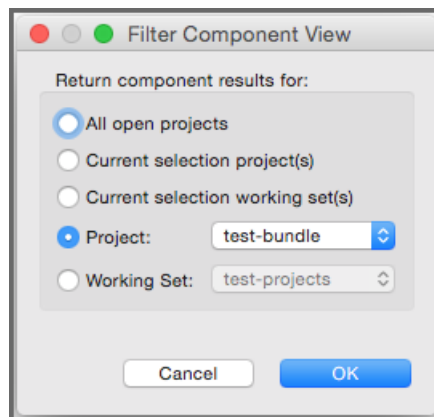 Filter Component View
Return component results for:
All open projects
Current selection project(s)
Current selection working set(s)
Project: test-bundle
Working Set: test-projects
Cancel OK